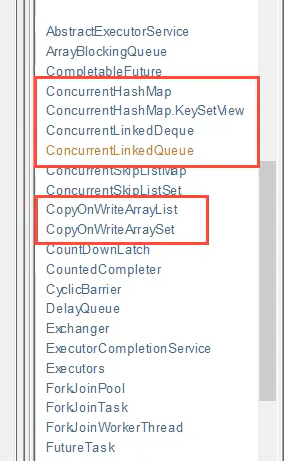 AbstractExecutorService
ArrayBlockingQueue
CompletableFuture
ConcurrentHashMap
ConcurrentHashMap.KeySetView
ConcurrentLinkedDeque
ConcurrentLinkedQueue
ConcurrentSkipListMap
ConcurrentSkipListSet
CopyOnWriteArrayList
CopyOnWriteArraySet
CountDownLatch
CountedCompleter
CyclicBarrier
DelayQueue
Exchanger
ExecutorCompletionService
Executors
ForkJoinPool
ForkJoinTask
ForkJoinWorkerThread
FutureTask